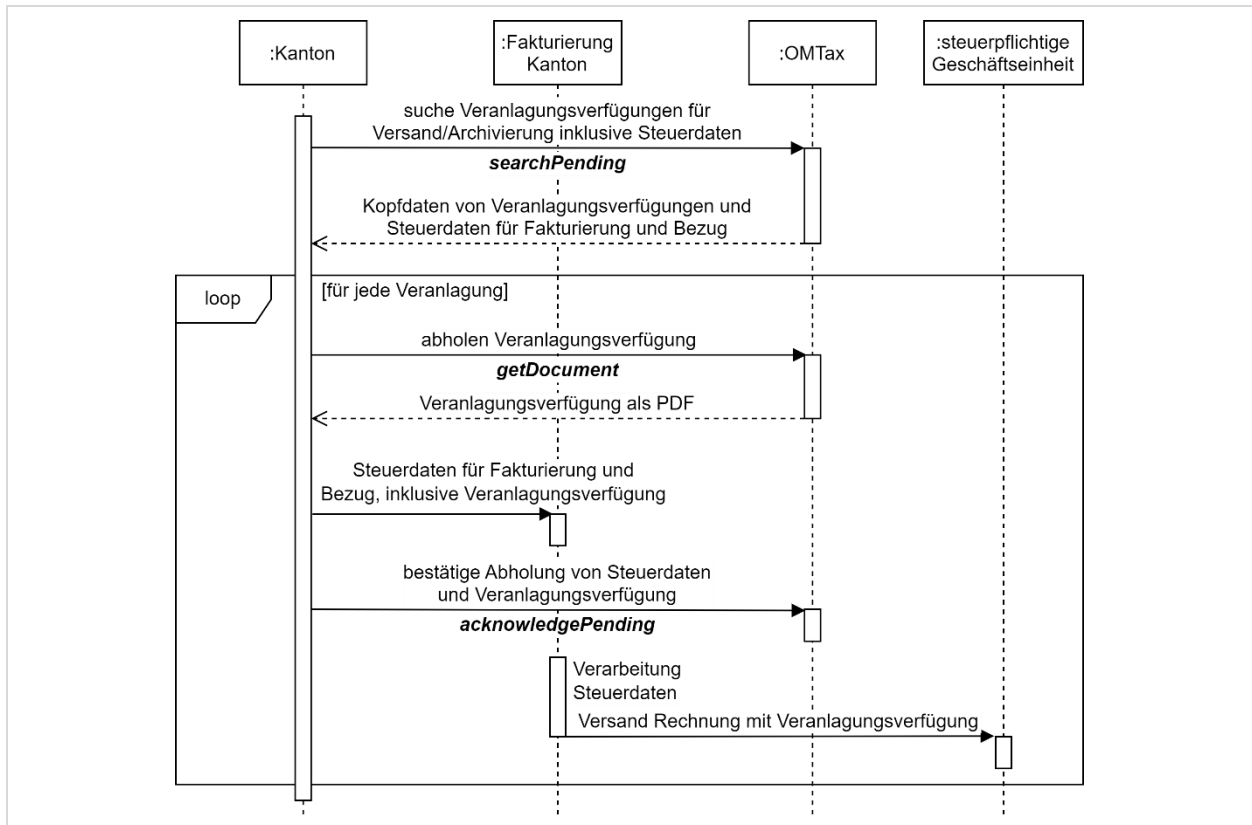 :Kanton
:Fakturierung
Kanton
:OMTax
:steuerpflichtige
Geschäftseinheit
suche Veranlagungsverfügungen für
Versand/Archivierung inklusive Steuerdaten
searchPending
Kopfdaten von Veranlagungsverfügungen und
Steuerdaten für Fakturierung und Bezug
loop
[für jede Veranlagung]
abholen Veranlagungsverfügung
getDocument
Veranlagungsverfügung als PDF
Steuerdaten für Fakturierung und
Bezug, inklusive Veranlagungsverfügung
bestätige Abholung von Steuerdaten
und Veranlagungsverfügung
acknowledgePending
Verarbeitung
Steuerdaten
Versand Rechnung mit Veranlagungsverfügung